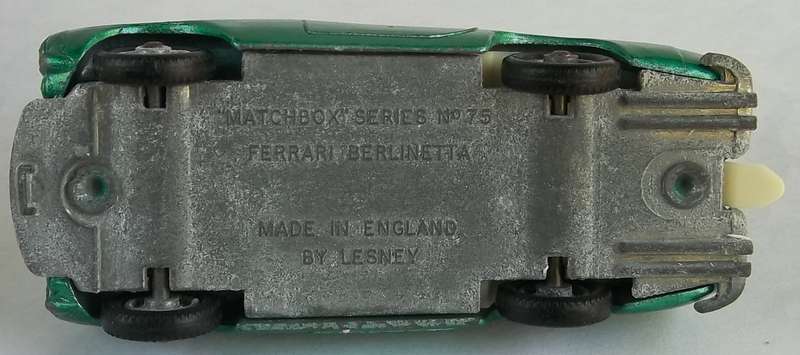 "MATCHBOX" SERIES Nº 75
FERRARI BERLINETTA
MADE IN ENGLAND
BY LESNEY